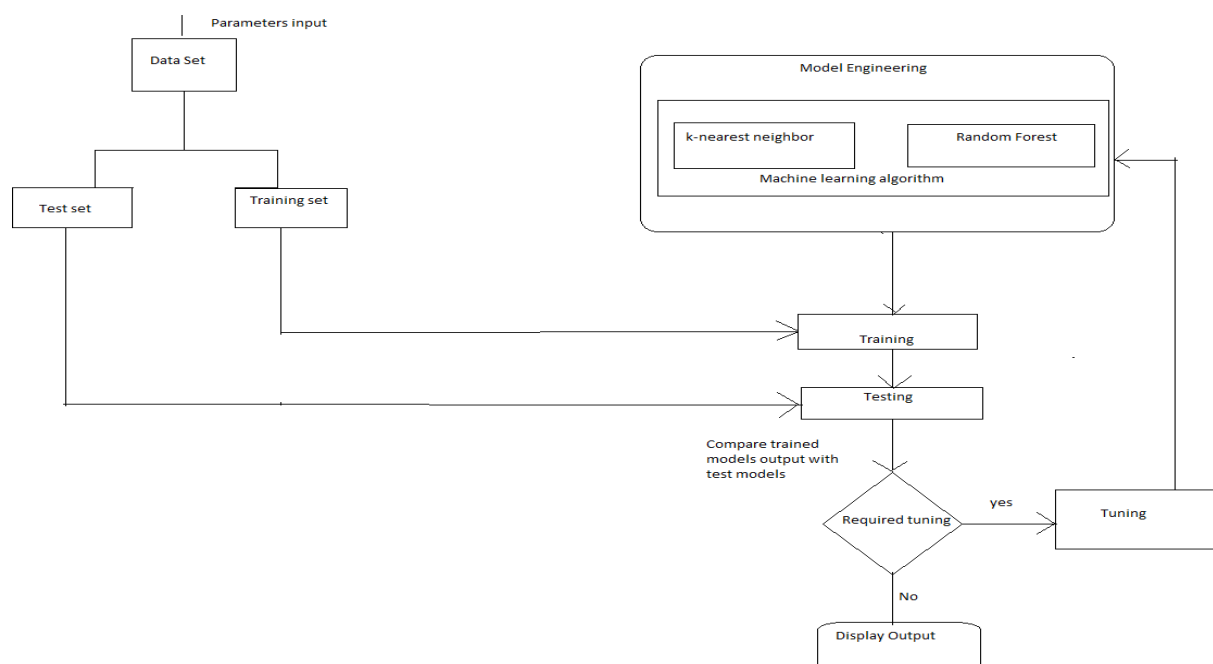 Parameters input
Data Set
Model Engineering
k-nearest neighbor
Random Forest
Machine learning algorithm
Test set
Training set
Training
Testing
Compare trained
models output with
test models
Required tuning
yes
Tuning
No
Display Output